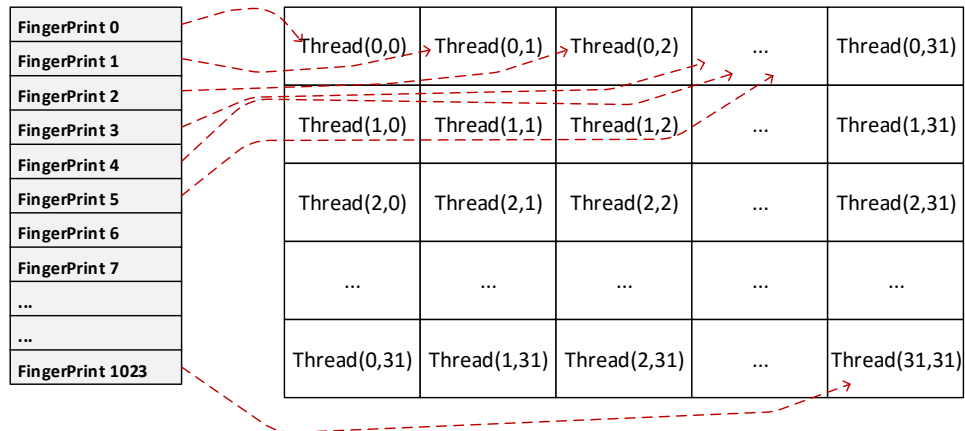 FingerPrint 0
FingerPrint 1
FingerPrint 2
FingerPrint 3
FingerPrint 4
FingerPrint 5
FingerPrint 6
FingerPrint 7
...
...
FingerPrint 1023
Thread(0,0) Thread(0,1) Thread(0,2) ... Thread(0,31)
Thread(1,0) Thread(1,1) Thread(1,2) ... Thread(1,31)
Thread(2,0) Thread(2,1) Thread(2,2) ... Thread(2,31)
... ... ... ... ...
Thread(0,31) Thread(1,31) Thread(2,31) ... Thread(31,31)